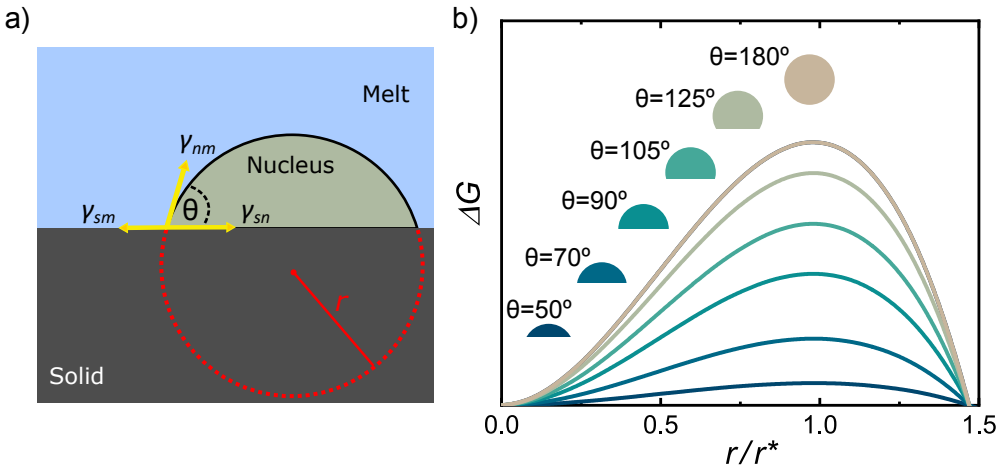 a)
Melt
γnm
Nucleus
θ
γsm
γsn
r
Solid
b)
θ=180º
θ=125º
θ=105º
θ=90º
θ=70º
θ=50º
ΔG
0.0 0.5 1.0 1.5
r/r*